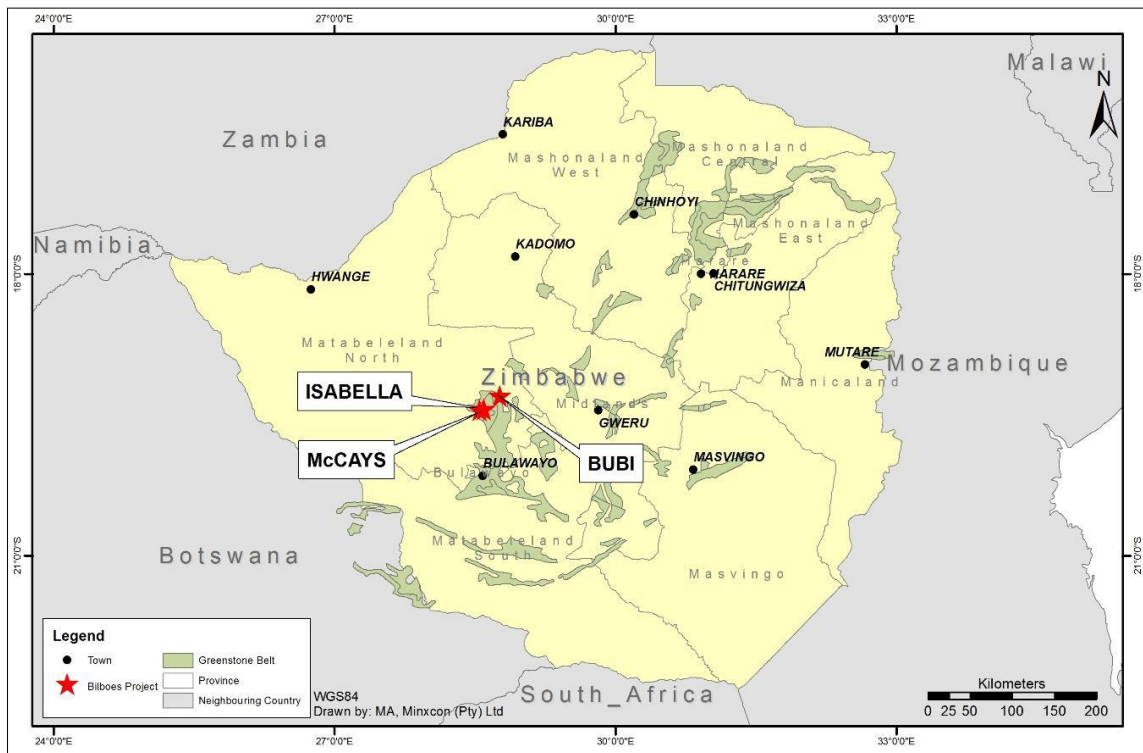 24°0'0"E 27°0'0"E 30°0'0"E 33°0'0"E
Malawi
N
Zambia
KARIBA
Mashonaland
West
Mashonaland
Central
CHINHOYI
Mashonaland
East
Namibia
KADOMO
HWANGE
Harare
HARARE
CHITUNGWIZA
18°0'0"S
18°0'0"S
Matabeleland
North
MUTARE
Mozambique
Manicaland
Zimbabwe
ISABELLA
Midlands
GWERU
McCAYS
BUBI
BULAWAYO
Bulawayo
MASVINGO
Botswana
Matabeleland
South
21°0'0"S
21°0'0"S
Masvingo
Legend
Town
Bilboes Project
Greenstone Belt
Province
Neighbouring Country
WGS84
Drawn by: MA, Minxcon (Pty) Ltd
South_Africa
Kilometers
0 25 50 100 150 200
24°0'0"E 27°0'0"E 30°0'0"E 33°0'0"E